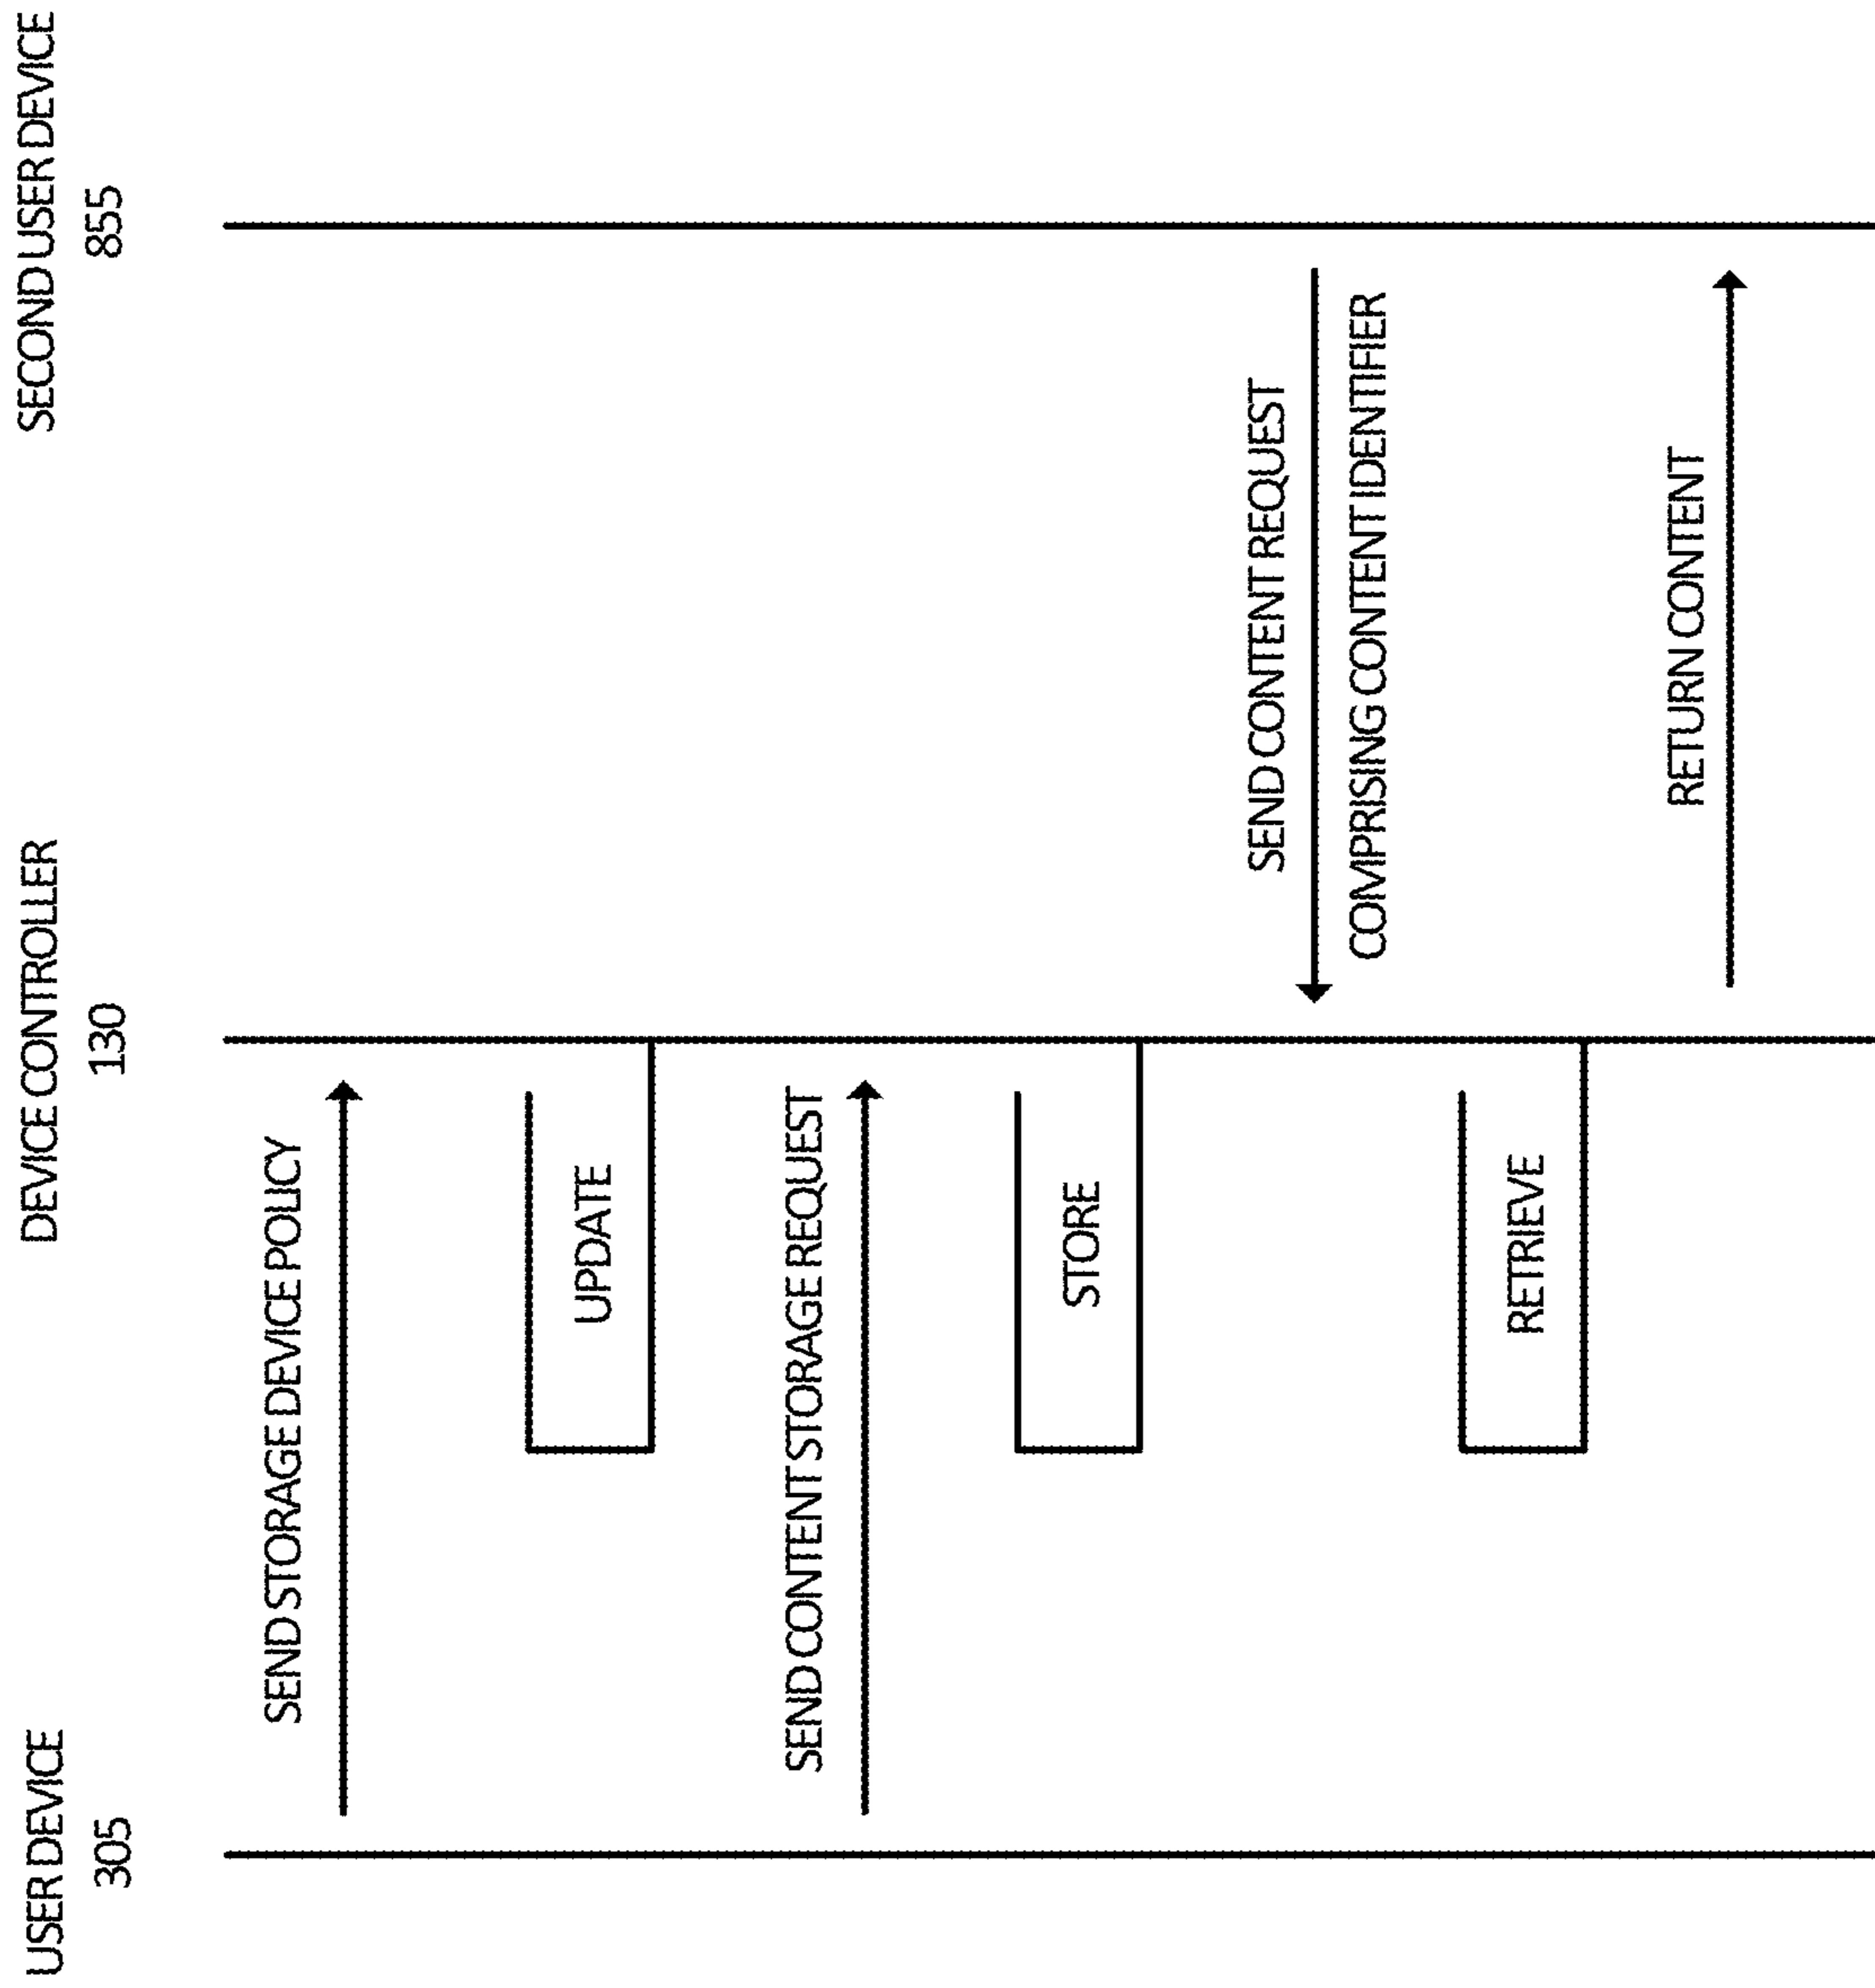 USER DEVICE
305
DEVICE CONTROLLER
130
SECOND USER DEVICE
855
SEND STORAGE DEVICE POLICY
UPDATE
SEND CONTENT STORAGE REQUEST
STORE
SEND CONTENT REQUEST
COMPRISING CONTENT IDENTIFIER
RETRIEVE
RETURN CONTENT